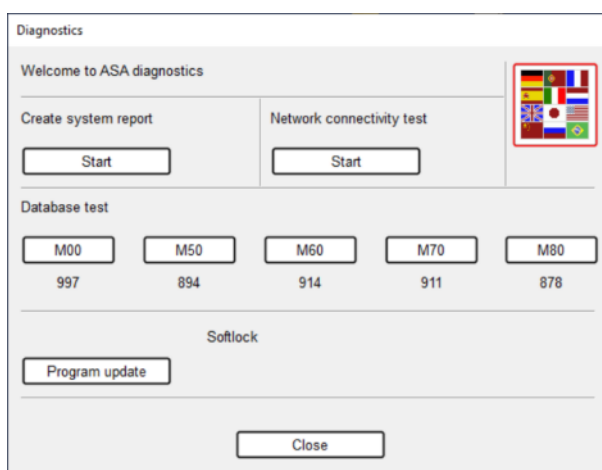 Diagnostics
Welcome to ASA diagnostics
Create system report
Network connectivity test
Start
Start
Database test
M00 M50 M60 M70 M80
997 894 914 911 878
Softlock
Program update
Close